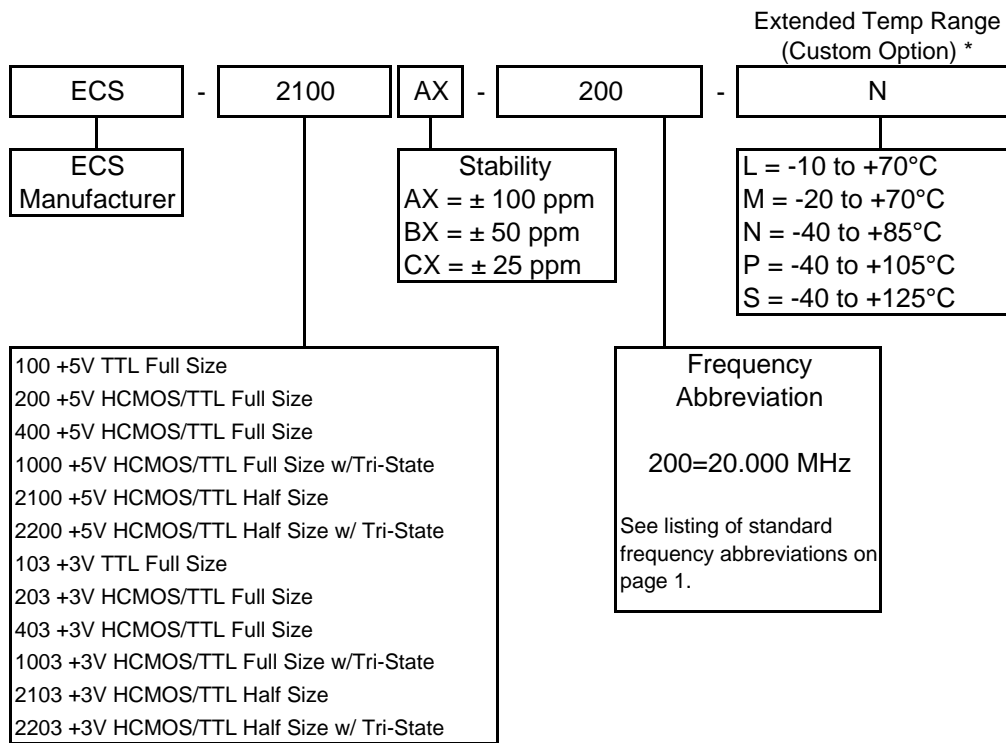 Extended Temp Range
(Custom Option) *
ECS - 2100 AX - 200 - N
ECS
Manufacturer
Stability
AX = ± 100 ppm
BX = ± 50 ppm
CX = ± 25 ppm
L = -10 to +70°C
M = -20 to +70°C
N = -40 to +85°C
P = -40 to +105°C
S = -40 to +125°C
100 +5V TTL Full Size
200 +5V HCMOS/TTL Full Size
400 +5V HCMOS/TTL Full Size
1000 +5V HCMOS/TTL Full Size w/Tri-State
2100 +5V HCMOS/TTL Half Size
2200 +5V HCMOS/TTL Half Size w/ Tri-State
103 +3V TTL Full Size
203 +3V HCMOS/TTL Full Size
403 +3V HCMOS/TTL Full Size
1003 +3V HCMOS/TTL Full Size w/Tri-State
2103 +3V HCMOS/TTL Half Size
2203 +3V HCMOS/TTL Half Size w/ Tri-State
Frequency
Abbreviation
200=20.000 MHz
See listing of standard
frequency abbreviations on
page 1.